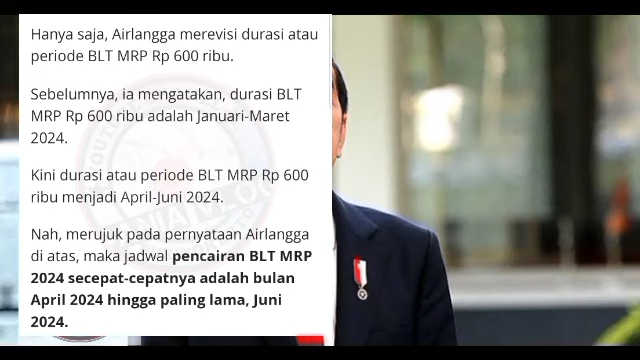 Hanya saja, Airlangga merevisi durasi atau
periode BLT MRP Rp 600 ribu.
Sebelumnya, ia mengatakan, durasi BLT
MRP Rp 600 ribu adalah Januari-Maret
2024.
Kini durasi atau periode BLT MRP Rp 600
ribu menjadi April-Juni 2024.
Nah, merujuk pada pernyataan Airlangga
di atas, maka jadwal pencairan BLT MRP
2024 secepat-cepatnya adalah bulan
April 2024 hingga paling lama, Juni
2024.